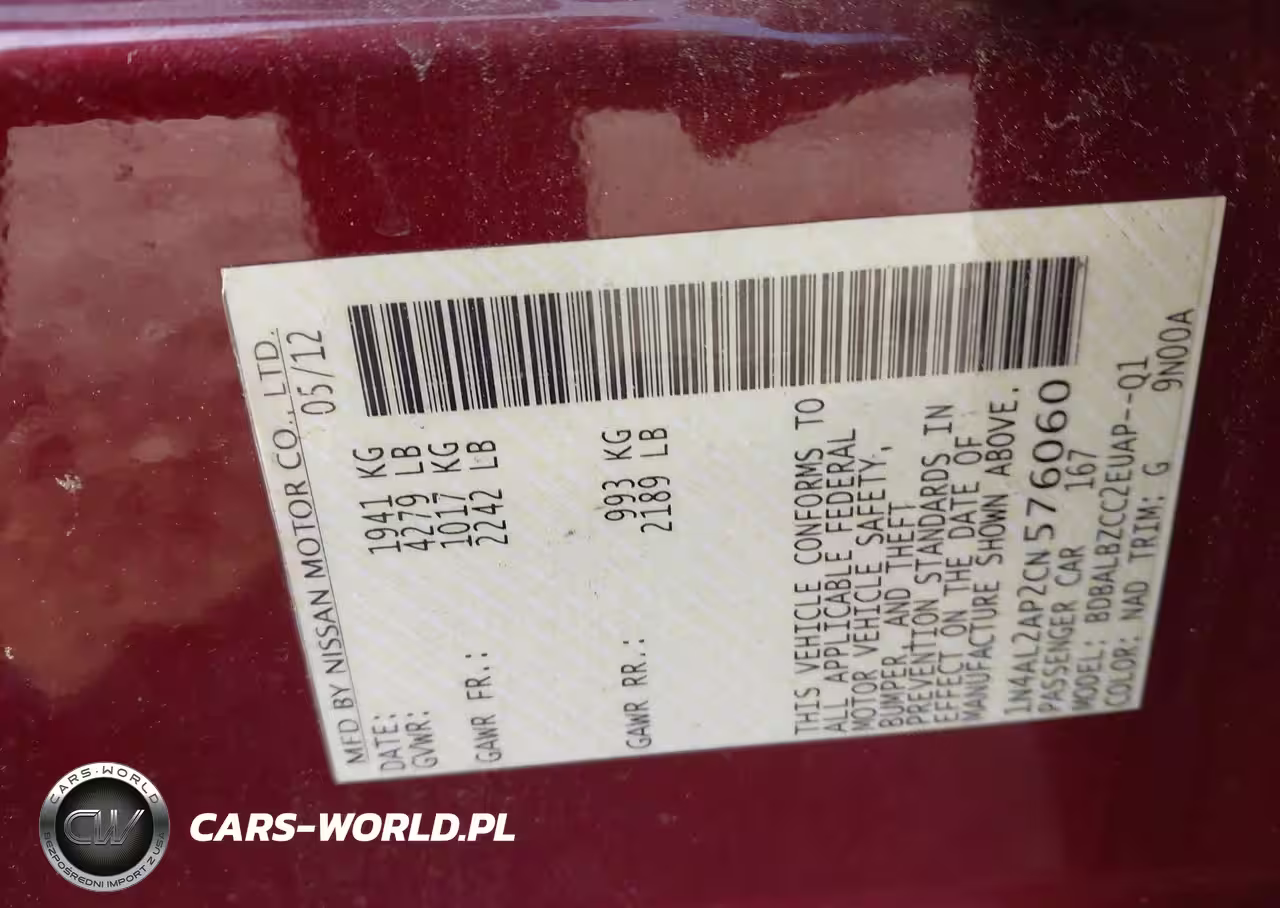 MFD BY NISSAN MOTOR CO., LTD.
DATE: 05/12
GVWR: 1941 KG
4279 LB
GAWR FR.: 1017 KG
2242 LB
GAWR RR.: 993 KG
2189 LB
THIS VEHICLE CONFORMS TO
ALL APPLICABLE FEDERAL
MOTOR VEHICLE SAFETY,
BUMPER, AND THEFT
PREVENTION STANDARDS IN
EFFECT ON THE DATE OF
MANUFACTURE SHOWN ABOVE.
1N4AL2AP2CN576060
PASSENGER CAR 167
MODEL: BDBALBZCC2EUAP--Q1
COLOR: NAD TRIM: G 9N00A
CARS-WORLD
CW
BEZPOŚREDNI IMPORT Z USA
CARS-WORLD.PL